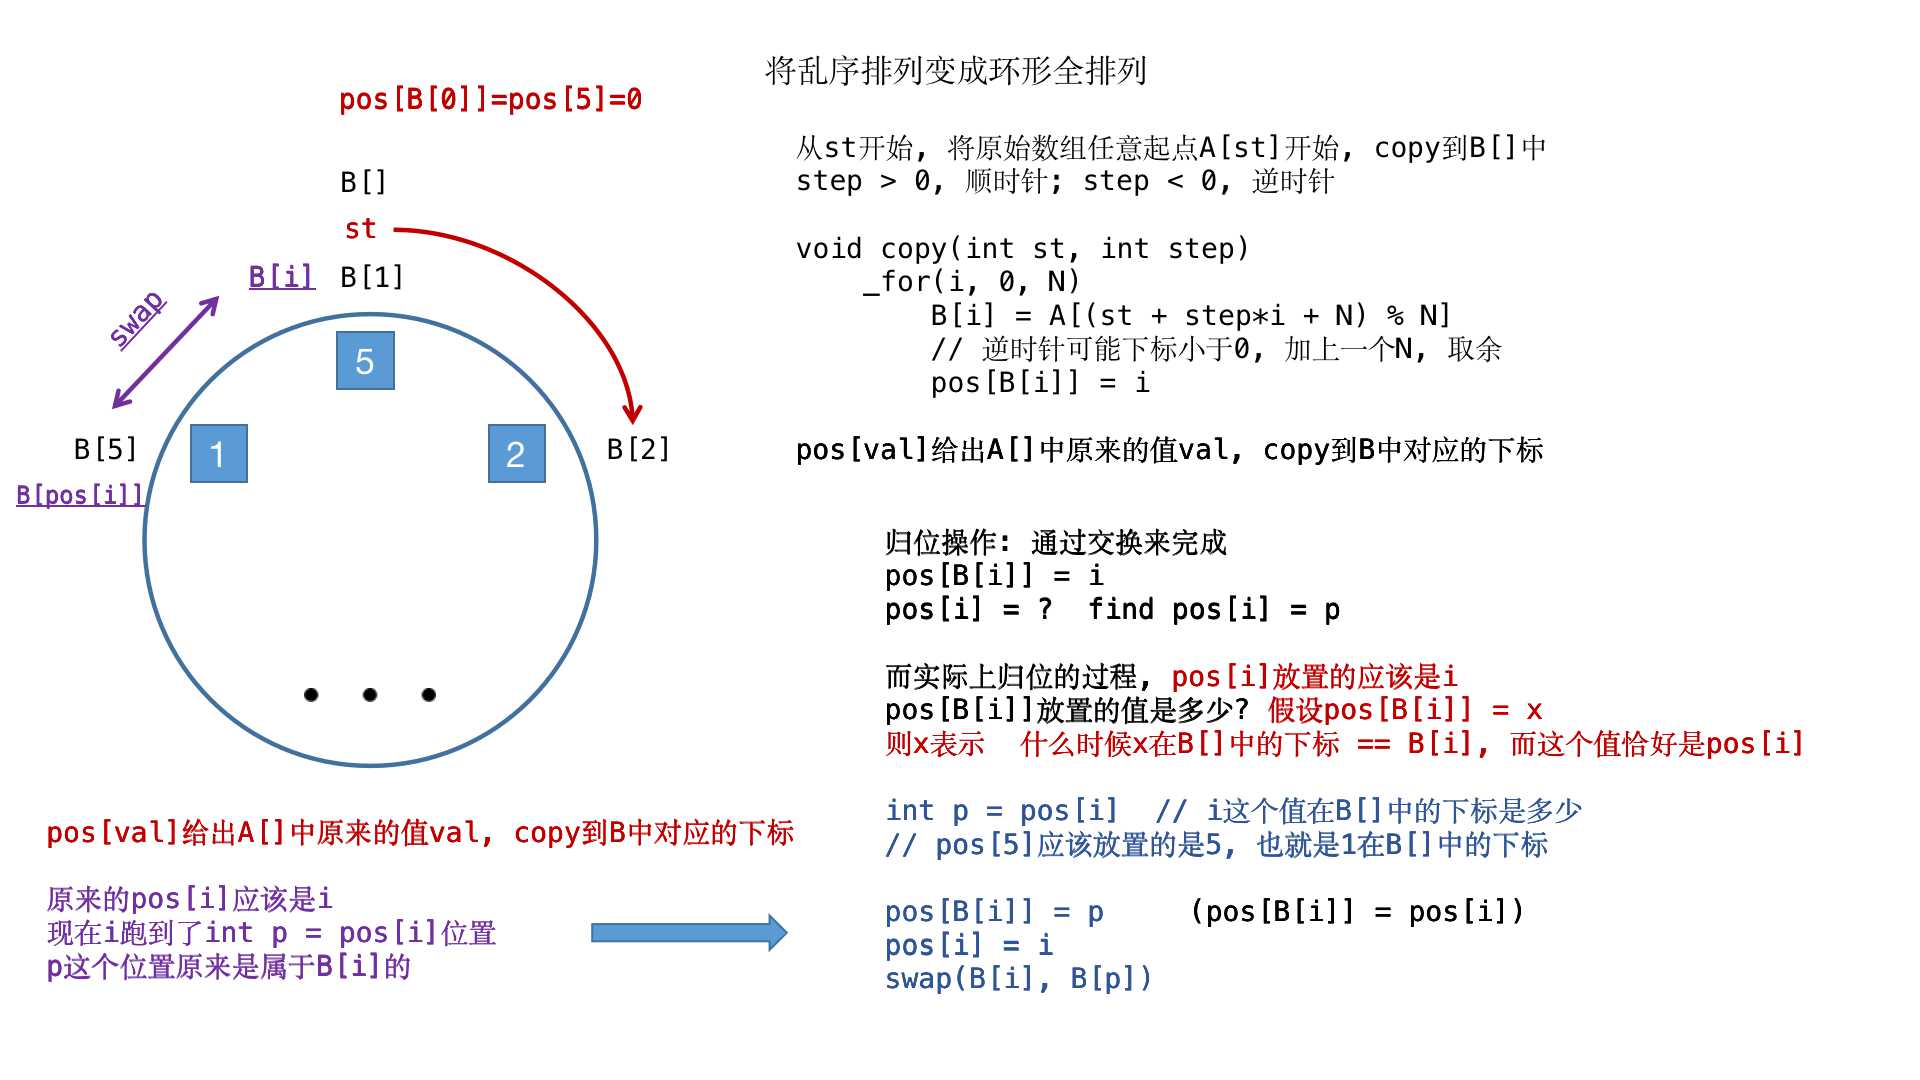 将乱序排列变成环形全排列
pos[B[0]]=pos[5]=0
B[]
st
B[i]
B[1]
swap
5
B[5]
1
2
B[2]
B[pos[i]]
从st开始, 将原始数组任意起点A[st]开始, copy到B[]中
step > 0, 顺时针; step < 0, 逆时针
void copy(int st, int step)
_for(i, 0, N)
B[i] = A[(st + step*i + N) % N]
// 逆时针可能下标小于0, 加上一个N, 取余
pos[B[i]] = i
pos[val]给出A[]中原来的值val, copy到B中对应的下标
归位操作: 通过交换来完成
pos[B[i]] = i
pos[i] = ?  find pos[i] = p
而实际上归位的过程, pos[i]放置的应该是i
pos[B[i]]放置的值是多少? 假设pos[B[i]] = x
则x表示  什么时候x在B[]中的下标 == B[i], 而这个值恰好是pos[i]
int p = pos[i]  // i这个值在B[]中的下标是多少
// pos[5]应该放置的是5, 也就是1在B[]中的下标
pos[B[i]] = p     (pos[B[i]] = pos[i])
pos[i] = i
swap(B[i], B[p])
pos[val]给出A[]中原来的值val, copy到B中对应的下标
原来的pos[i]应该是i
现在i跑到了int p = pos[i]位置
p这个位置原来是属于B[i]的